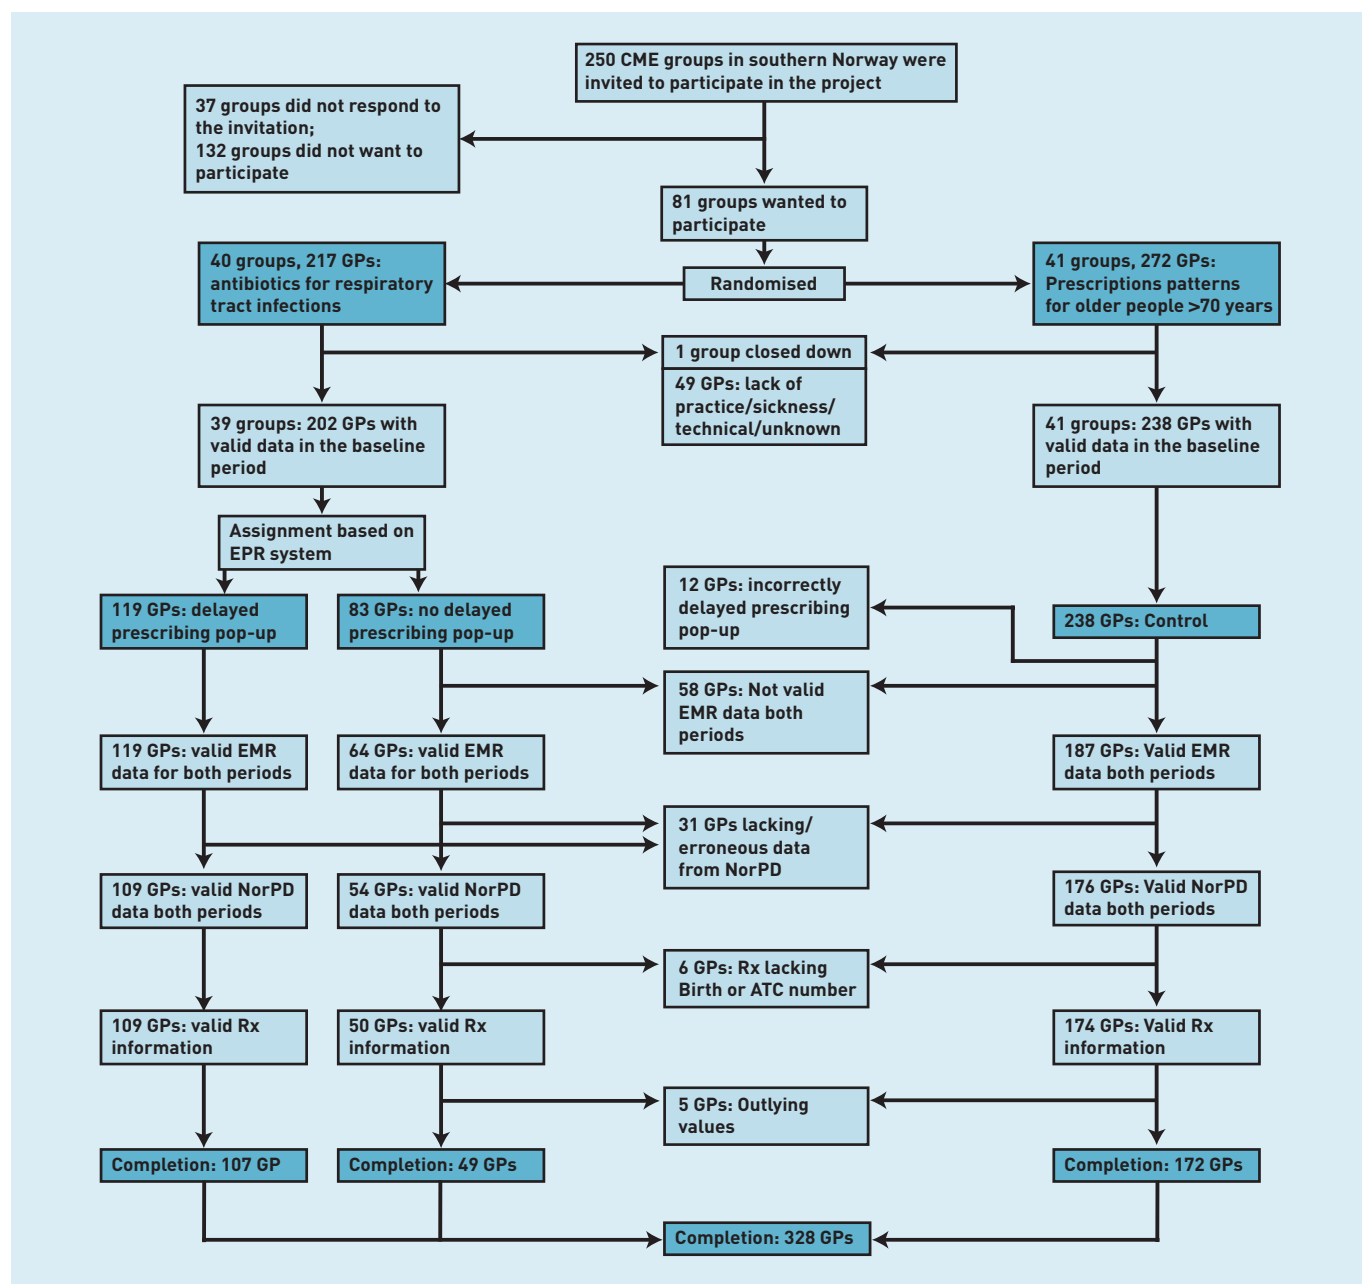 250 CME groups in southern Norway were
invited to participate in the project
37 groups did not respond to
the invitation;
132 groups did not want to
participate
81 groups wanted to
participate
40 groups, 217 GPs:
antibiotics for respiratory
tract infections
Randomised
41 groups, 272 GPs:
Prescriptions patterns
for older people >70 years
1 group closed down
49 GPs: lack of
practice/sickness/
technical/unknown
39 groups: 202 GPs with
valid data in the baseline
period
41 groups: 238 GPs with
valid data in the baseline
period
Assignment based on
EPR system
119 GPs: delayed
prescribing pop-up
83 GPs: no delayed
prescribing pop-up
12 GPs: incorrectly
delayed prescribing
pop-up
238 GPs: Control
58 GPs: Not valid
EMR data both
periods
119 GPs: valid EMR
data for both periods
64 GPs: valid EMR
data for both periods
187 GPs: Valid EMR
data both periods
31 GPs lacking/
erroneous data
from NorPD
109 GPs: valid NorPD
data both periods
54 GPs: valid NorPD
data both periods
176 GPs: Valid NorPD
data both periods
6 GPs: Rx lacking
Birth or ATC number
109 GPs: valid Rx
information
50 GPs: valid Rx
information
174 GPs: Valid Rx
information
5 GPs: Outlying
values
Completion: 107 GP
Completion: 49 GPs
Completion: 172 GPs
Completion: 328 GPs